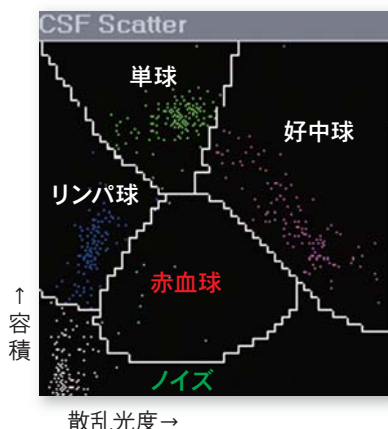 CSF Scatter
単球
好中球
リンパ球
赤血球
↑
容
積
ノイズ
散乱光度→